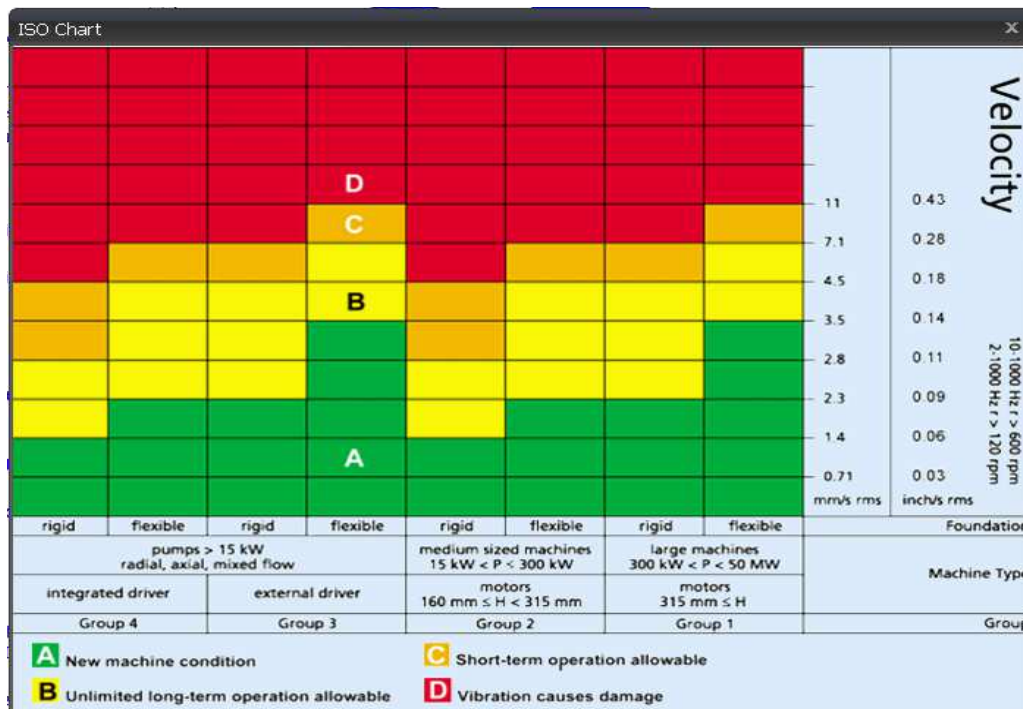 ISO Chart
x
D
C
B
A
11
7.1
4.5
3.5
2.8
2.3
1.4
0.71
mm/s rms
0.43
0.28
0.18
0.14
0.11
0.09
0.06
0.03
inch/s rms
Velocity
10-1000 Hz r > 600 rpm
2-1000 Hz r > 120 rpm
rigid flexible rigid flexible rigid flexible rigid flexible Foundation
pumps > 15 kW medium sized machines large machines
radial, axial, mixed flow 15 kW < P ≤ 300 kW 300 kW < P < 50 MW
Machine Type
integrated driver external driver motors motors
160 mm ≤ H < 315 mm 315 mm ≤ H
Group 4 Group 3 Group 2 Group 1 Group
A New machine condition C Short-term operation allowable
B Unlimited long-term operation allowable D Vibration causes damage